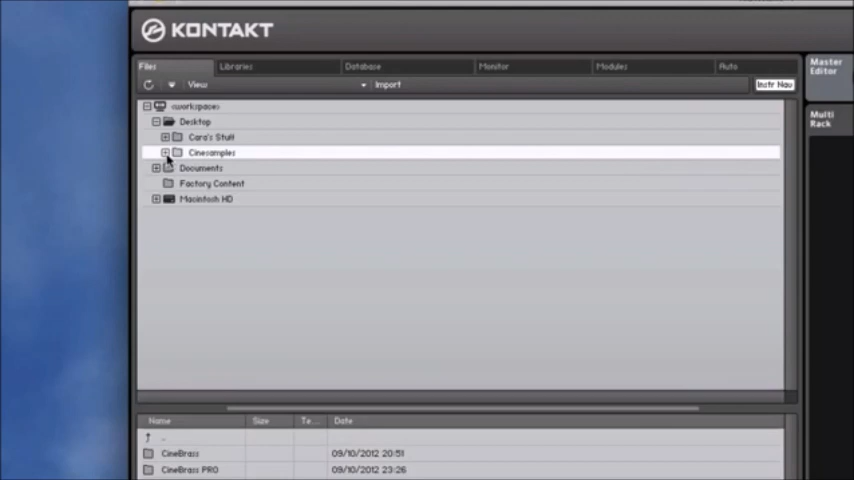 KONTAKT
Files Libraries Database Monitor Modules Auto
View Import Instr Nav
Master Editor
Multi Rack
<workspace>
Desktop
Cara's Stuff
Cinesamples
Documents
Factory Content
Macintosh HD
Name Size Te... Date
..
CineBrass 09/10/2012 20:51
CineBrass PRO 09/10/2012 23:26